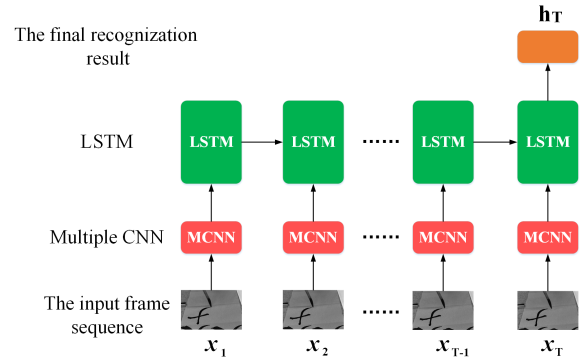 h_T
The final recognization
result
LSTM
LSTM
LSTM
......
LSTM
LSTM
Multiple CNN
MCNN
MCNN
......
MCNN
MCNN
The input frame
sequence
......
x_1
x_2
x_T-1
x_T